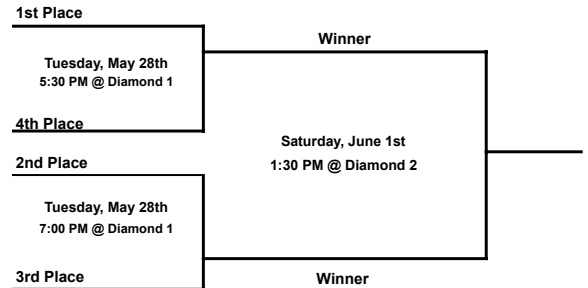 1st Place
Winner
Tuesday, May 28th
5:30 PM @ Diamond 1
4th Place
Saturday, June 1st
1:30 PM @ Diamond 2
2nd Place
Tuesday, May 28th
7:00 PM @ Diamond 1
3rd Place
Winner